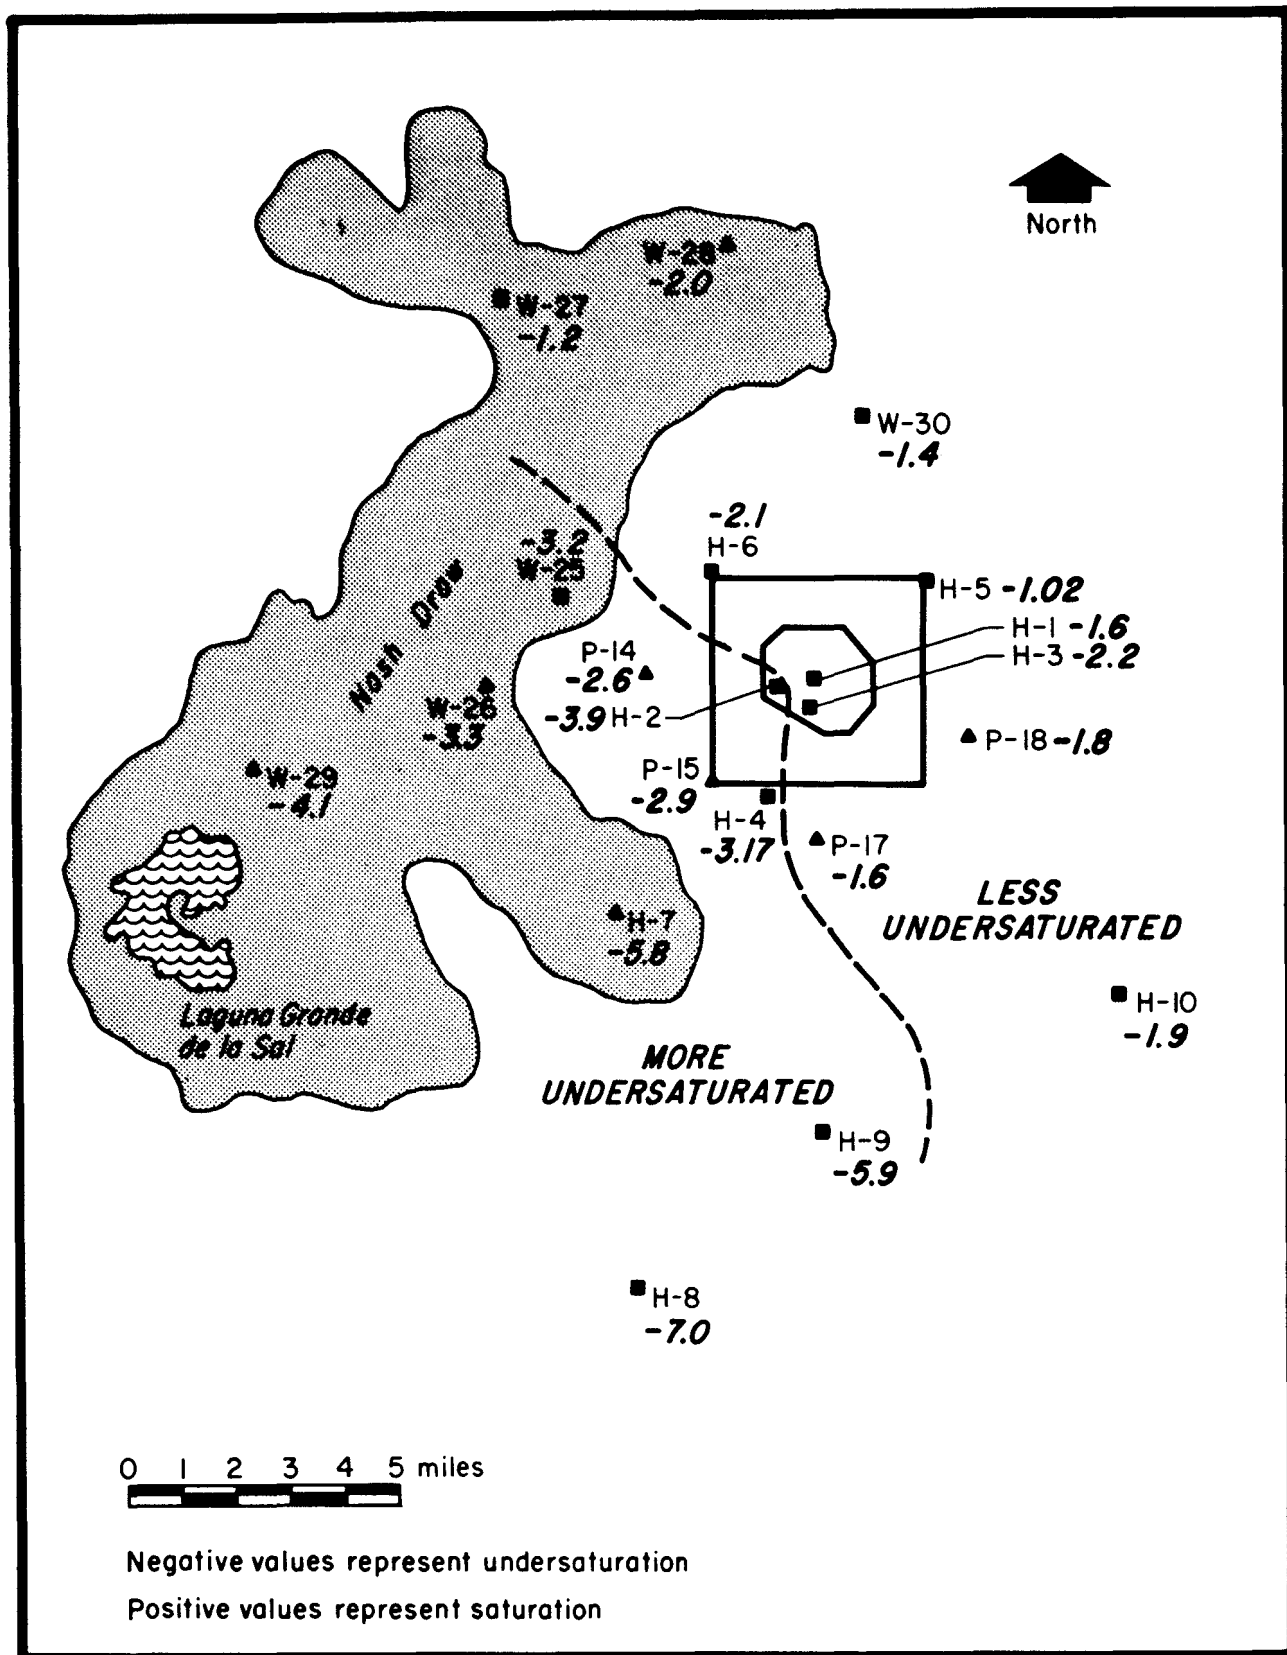 North
W-28
-2.0
W-27
-1.2
W-30
-1.4
-2.1
H-6
-3.2
W-25
H-5 -1.02
H-1 -1.6
H-3 -2.2
Nash Draw
P-14
-2.6
W-26
-3.3
-3.9 H-2
P-18 -1.8
W-29
-4.1
P-15
-2.9
H-4
-3.17
P-17
-1.6
LESS
UNDERSATURATED
H-7
-5.8
H-10
-1.9
Laguna Grande
de la Sal
MORE
UNDERSATURATED
H-9
-5.9
H-8
-7.0
0 1 2 3 4 5 miles
Negative values represent undersaturation
Positive values represent saturation